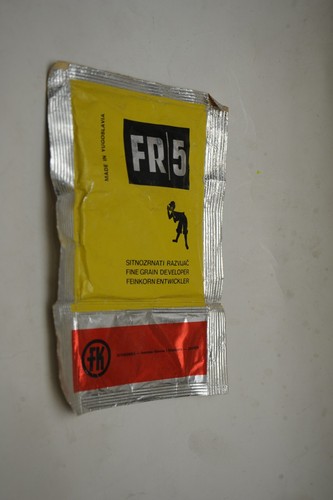 MADE IN YUGOSLAVIA
FR 5
SITNOZRNATI RAZVIJAČ
FINE GRAIN DEVELOPER
FEINKORN ENTWICKLER
FK